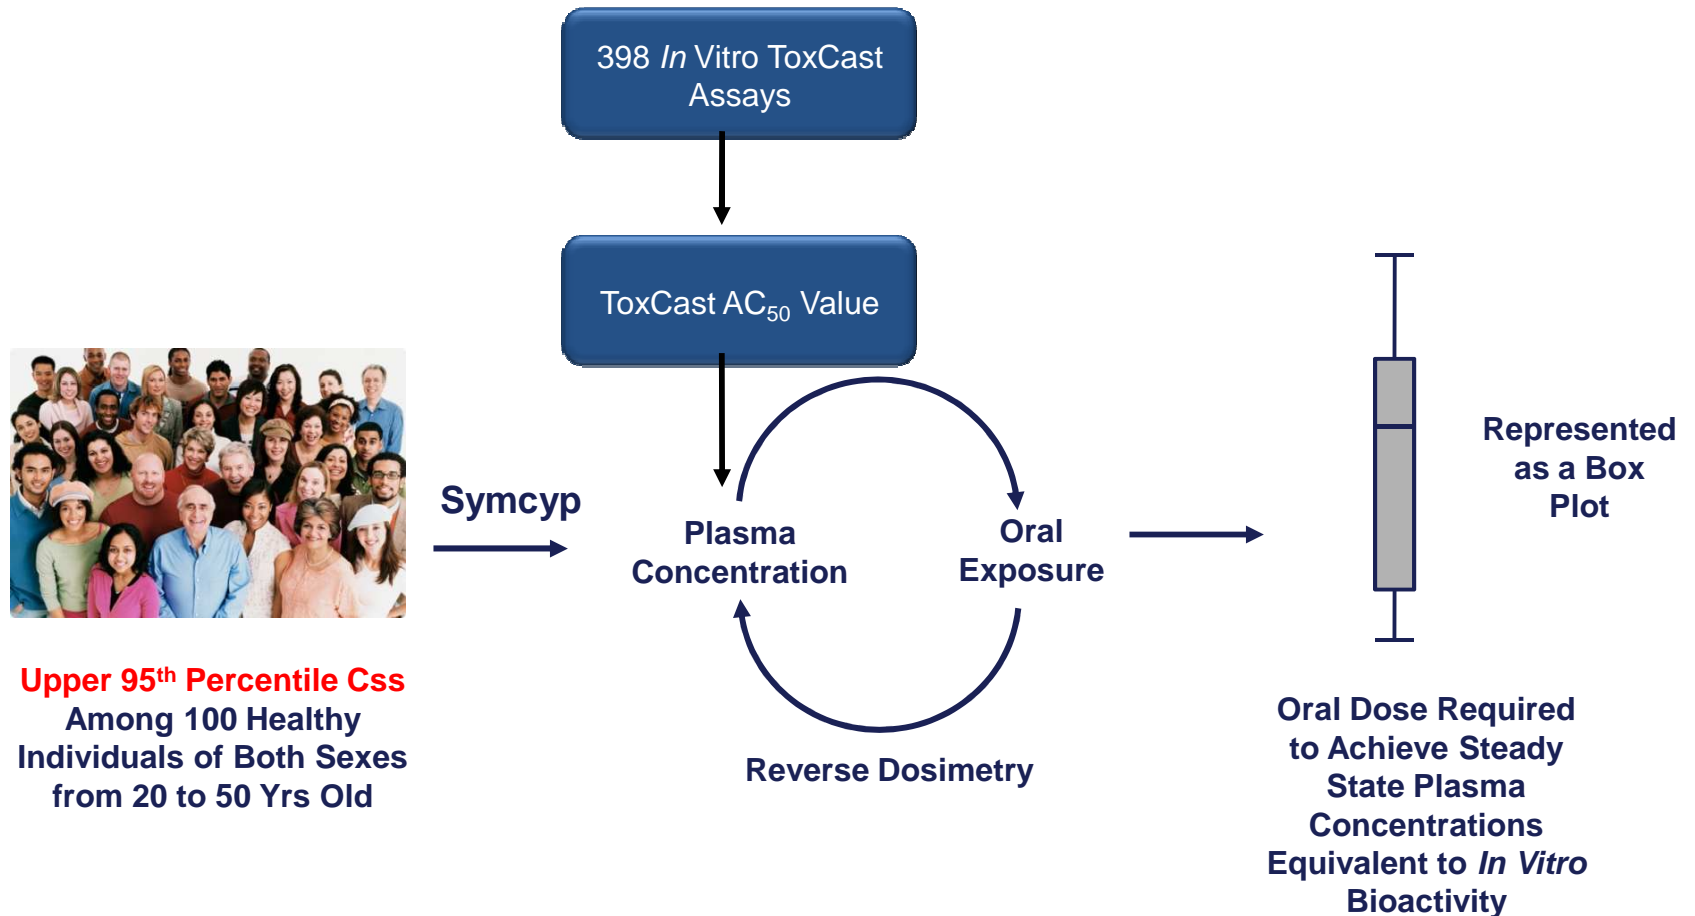 398 In Vitro ToxCast
Assays
ToxCast AC50 Value
Symcyp
Plasma
Concentration
Oral
Exposure
Reverse Dosimetry
Upper 95th Percentile Css
Among 100 Healthy
Individuals of Both Sexes
from 20 to 50 Yrs Old
Represented
as a Box
Plot
Oral Dose Required
to Achieve Steady
State Plasma
Concentrations
Equivalent to In Vitro
Bioactivity